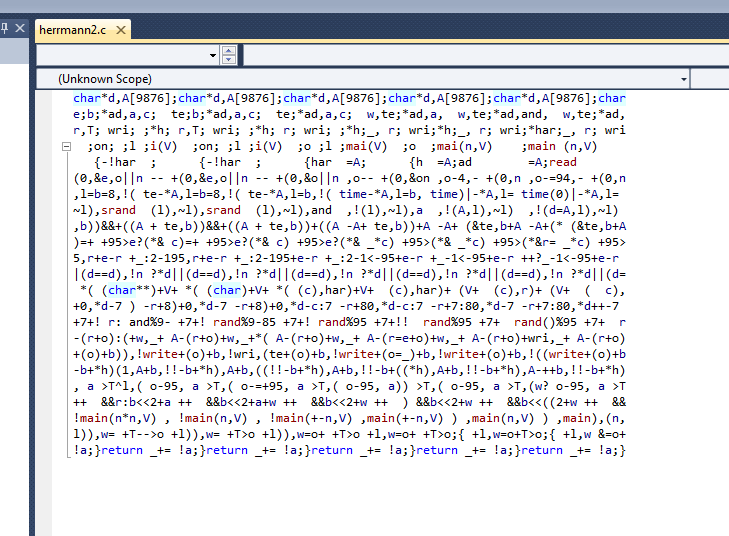 herrmann2.c
(Unknown Scope)
char*d,A[9876];char*d,A[9876];char*d,A[9876];char*d,A[9876];char*d,A[9876];char
e;b;*ad,a,c;  te;b;*ad,a,c;  te;*ad,a,c;  w,te;*ad,a,  w,te;*ad,and,  w,te;*ad,
r,T; wri; ;*h; r,T; wri; ;*h; r; wri; ;*h;_, r; wri;*h;_, r; wri;*har;_, r; wri
 ;on; ;l ;i(V)  ;on; ;l ;i(V) ;o ;l  ;mai(V)  ;o  ;mai(n,V)    ;main (n,V)
   {-!har  ;     {-!har  ;     {har  =A;      {h  =A;ad       =A;read
(0,&e,o||n -- +(0,&e,o||n -- +(0,&o||n ,o-- +(0,&on ,o-4,- +(0,n ,o-=94,- +(0,n
,l=b=8,!( te-*A,l=b=8,!( te-*A,l=b,!( time-*A,l=b, time)|-*A,l= time(0)|-*A,l=
~l),srand  (l),~l),srand  (l),~l),and  ,!(l),~l),a  ,!(A,l),~l)  ,!(d=A,l),~l)
,b))&&+((A + te,b))&&+((A + te,b))+((A -A+ te,b))+A -A+ (&te,b+A -A+(* (&te,b+A
)=+ +95>e?(*& c)=+ +95>e?(*& c) +95>e?(*& _*c) +95>(*& _*c) +95>(*&r= _*c) +95>
5,r+e-r +_:2-195,r+e-r +_:2-195+e-r +_:2-1<-95+e-r +_-1<-95+e-r ++?_-1<-95+e-r
|(d==d),!n ?*d||(d==d),!n ?*d||(d==d),!n ?*d||(d==d),!n ?*d||(d==d),!n ?*d||(d=
 *( (char**)+V+ *( (char)+V+ *( (c),har)+V+  (c),har)+ (V+  (c),r)+ (V+  (  c),
+0,*d-7 ) -r+8)+0,*d-7 -r+8)+0,*d-c:7 -r+80,*d-c:7 -r+7:80,*d-7 -r+7:80,*d++-7
+7+! r: and%9- +7+! rand%9-85 +7+! rand%95 +7+!!  rand%95 +7+  rand()%95 +7+  r
-(r+o):(+w,_+ A-(r+o)+w,_+*( A-(r+o)+w,_+ A-(r=e+o)+w,_+ A-(r+o)+wri,_+ A-(r+o)
+(o)+b)),!write+(o)+b,!wri,(te+(o)+b,!write+(o=_)+b,!write+(o)+b,!((write+(o)+b
-b+*h)(1,A+b,!!-b+*h),A+b,((!!-b+*h),A+b,!!-b+((*h),A+b,!!-b+*h),A-++b,!!-b+*h)
, a >T^l,( o-95, a >T,( o-=+95, a >T,( o-95, a)) >T,( o-95, a >T,(w? o-95, a >T
++  &&r:b<<2+a ++  &&b<<2+a+w ++  &&b<<2+w ++  ) &&b<<2+w ++  &&b<<((2+w ++  &&
!main(n*n,V) , !main(n,V) , !main(+-n,V) ,main(+-n,V) ) ,main(n,V) ) ,main),(n,
l)),w= +T-->o +l)),w= +T>o +l)),w=o+ +T>o +l,w=o+ +T>o;{ +l,w=o+T>o;{ +l,w &=o+
!a;}return _+= !a;}return _+= !a;}return _+= !a;}return _+= !a;}return _+= !a;}